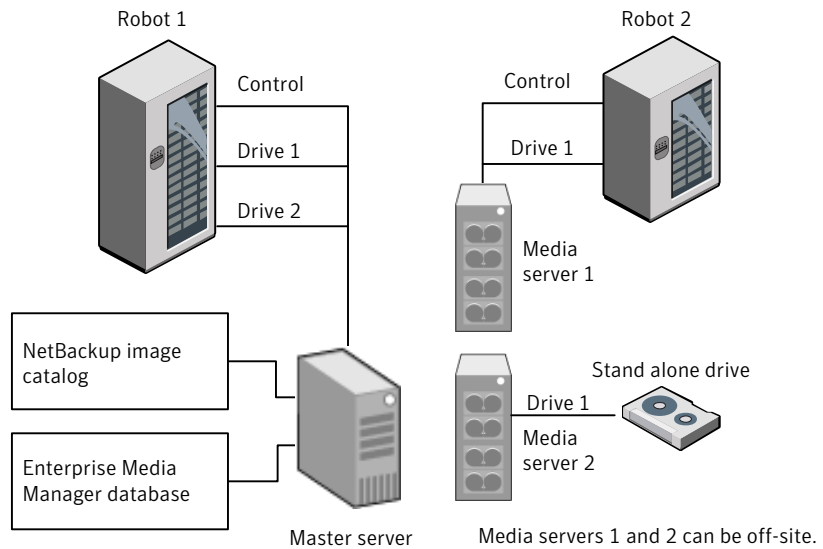 Robot 1
Robot 2
Control
Drive 1
Drive 2
Control
Drive 1
Media
server 1
NetBackup image
catalog
Enterprise Media
Manager database
Master server
Stand alone drive
Drive 1
Media
server 2
Media servers 1 and 2 can be off-site.